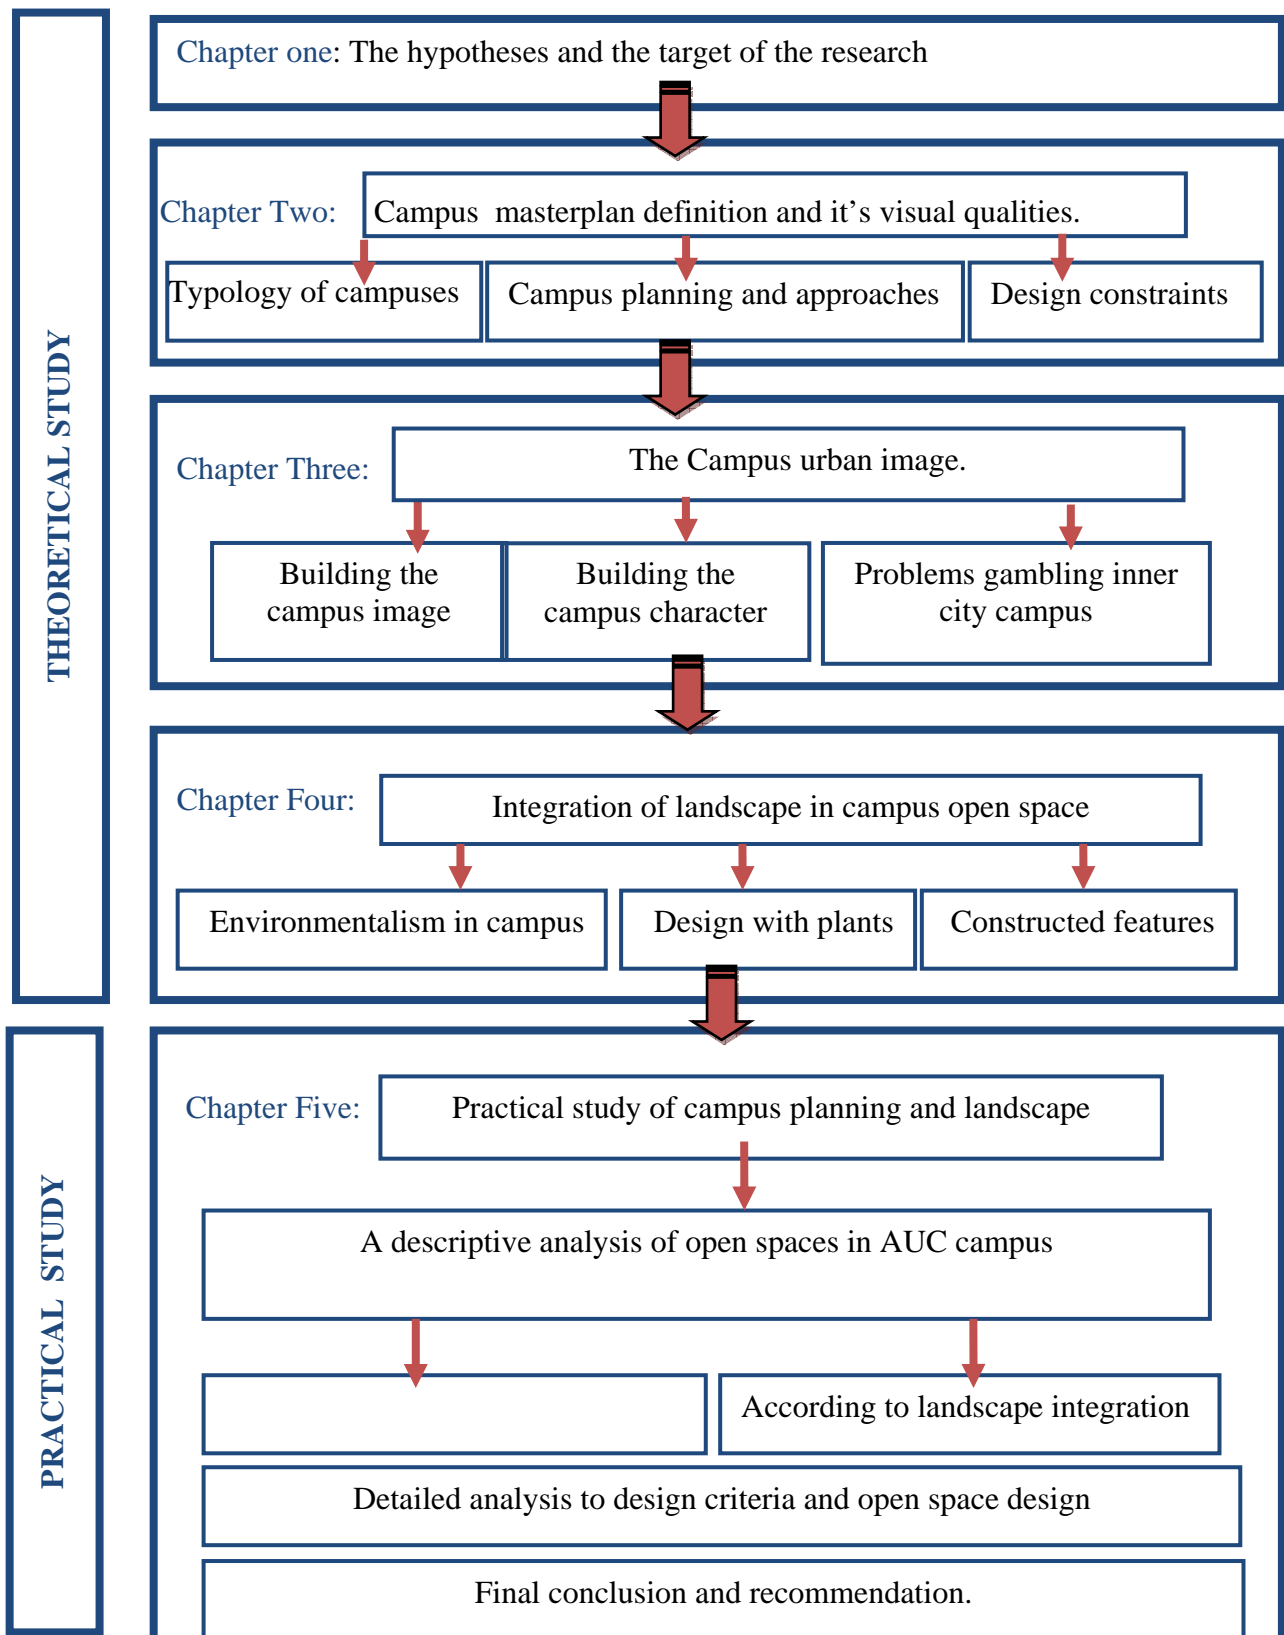 THEORETICAL STUDY
Chapter one: The hypotheses and the target of the research
Chapter Two:
Campus masterplan definition and it’s visual qualities.
Typology of campuses
Campus planning and approaches
Design constraints
Chapter Three:
The Campus urban image.
Building the
campus image
Building the
campus character
Problems gambling inner
city campus
Chapter Four:
Integration of landscape in campus open space
Environmentalism in campus
Design with plants
Constructed features
PRACTICAL STUDY
Chapter Five:
Practical study of campus planning and landscape
A descriptive analysis of open spaces in AUC campus
According to landscape integration
Detailed analysis to design criteria and open space design
Final conclusion and recommendation.